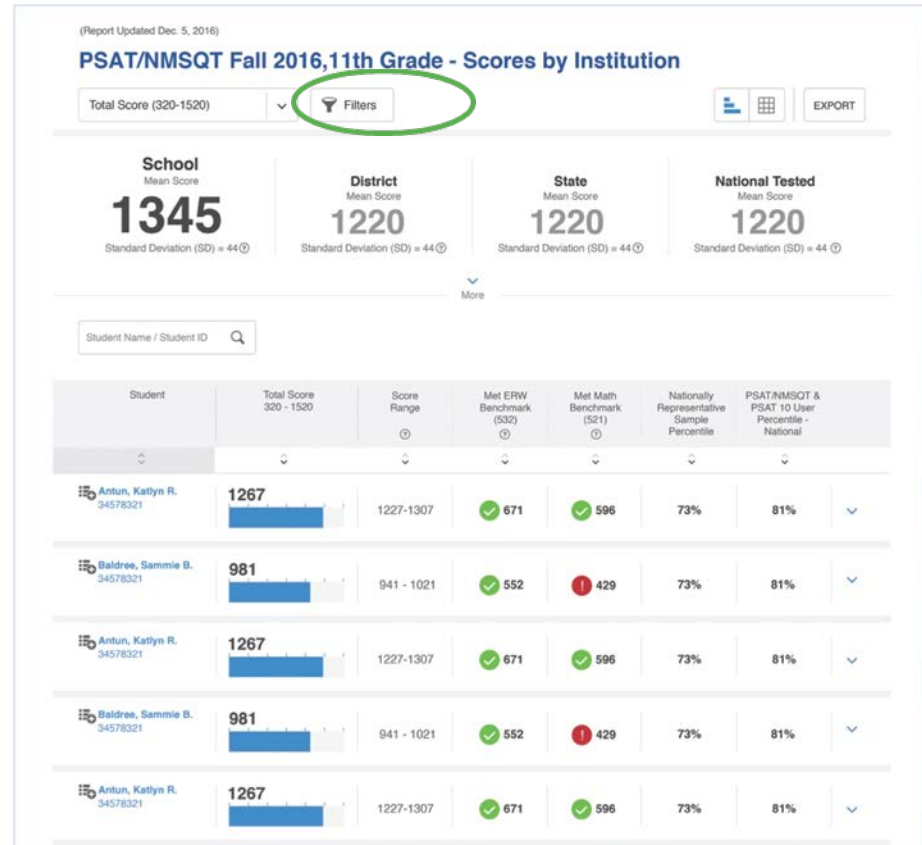 (Report Updated Dec. 5, 2016)
PSAT/NMSQT Fall 2016,11th Grade - Scores by Institution
Total Score (320-1520)
Filters
EXPORT
School
Mean Score
1345
Standard Deviation (SD) = 44
District
Mean Score
1220
Standard Deviation (SD) = 44
State
Mean Score
1220
Standard Deviation (SD) = 44
National Tested
Mean Score
1220
Standard Deviation (SD) = 44
More
Student Name / Student ID
Student
Total Score
320 - 1520
Score
Range
Met ERW
Benchmark
(532)
Met Math
Benchmark
(521)
Nationally
Representative
Sample
Percentile
PSAT/NMSQT &
PSAT 10 User
Percentile -
National
Antun, Katlyn R.
34578321
1267
1227-1307
671
596
73%
81%
Baldree, Sammie B.
34578321
981
941 - 1021
552
429
73%
81%
Antun, Katlyn R.
34578321
1267
1227-1307
671
596
73%
81%
Baldree, Sammie B.
34578321
981
941 - 1021
552
429
73%
81%
Antun, Katlyn R.
34578321
1267
1227-1307
671
596
73%
81%